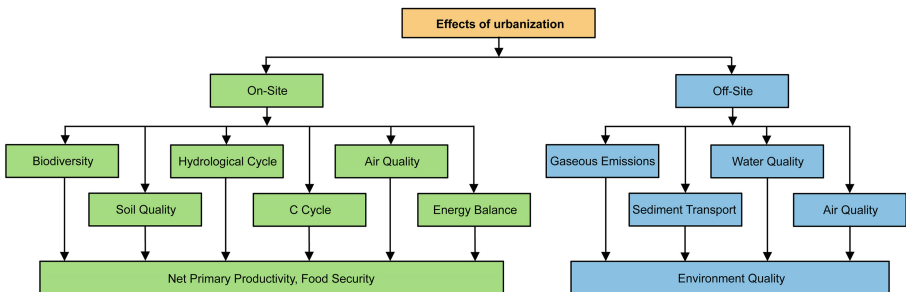 Effects of urbanization
On-Site
Off-Site
Biodiversity
Hydrological Cycle
Air Quality
Gaseous Emissions
Water Quality
Soil Quality
C Cycle
Energy Balance
Sediment Transport
Air Quality
Net Primary Productivity, Food Security
Environment Quality